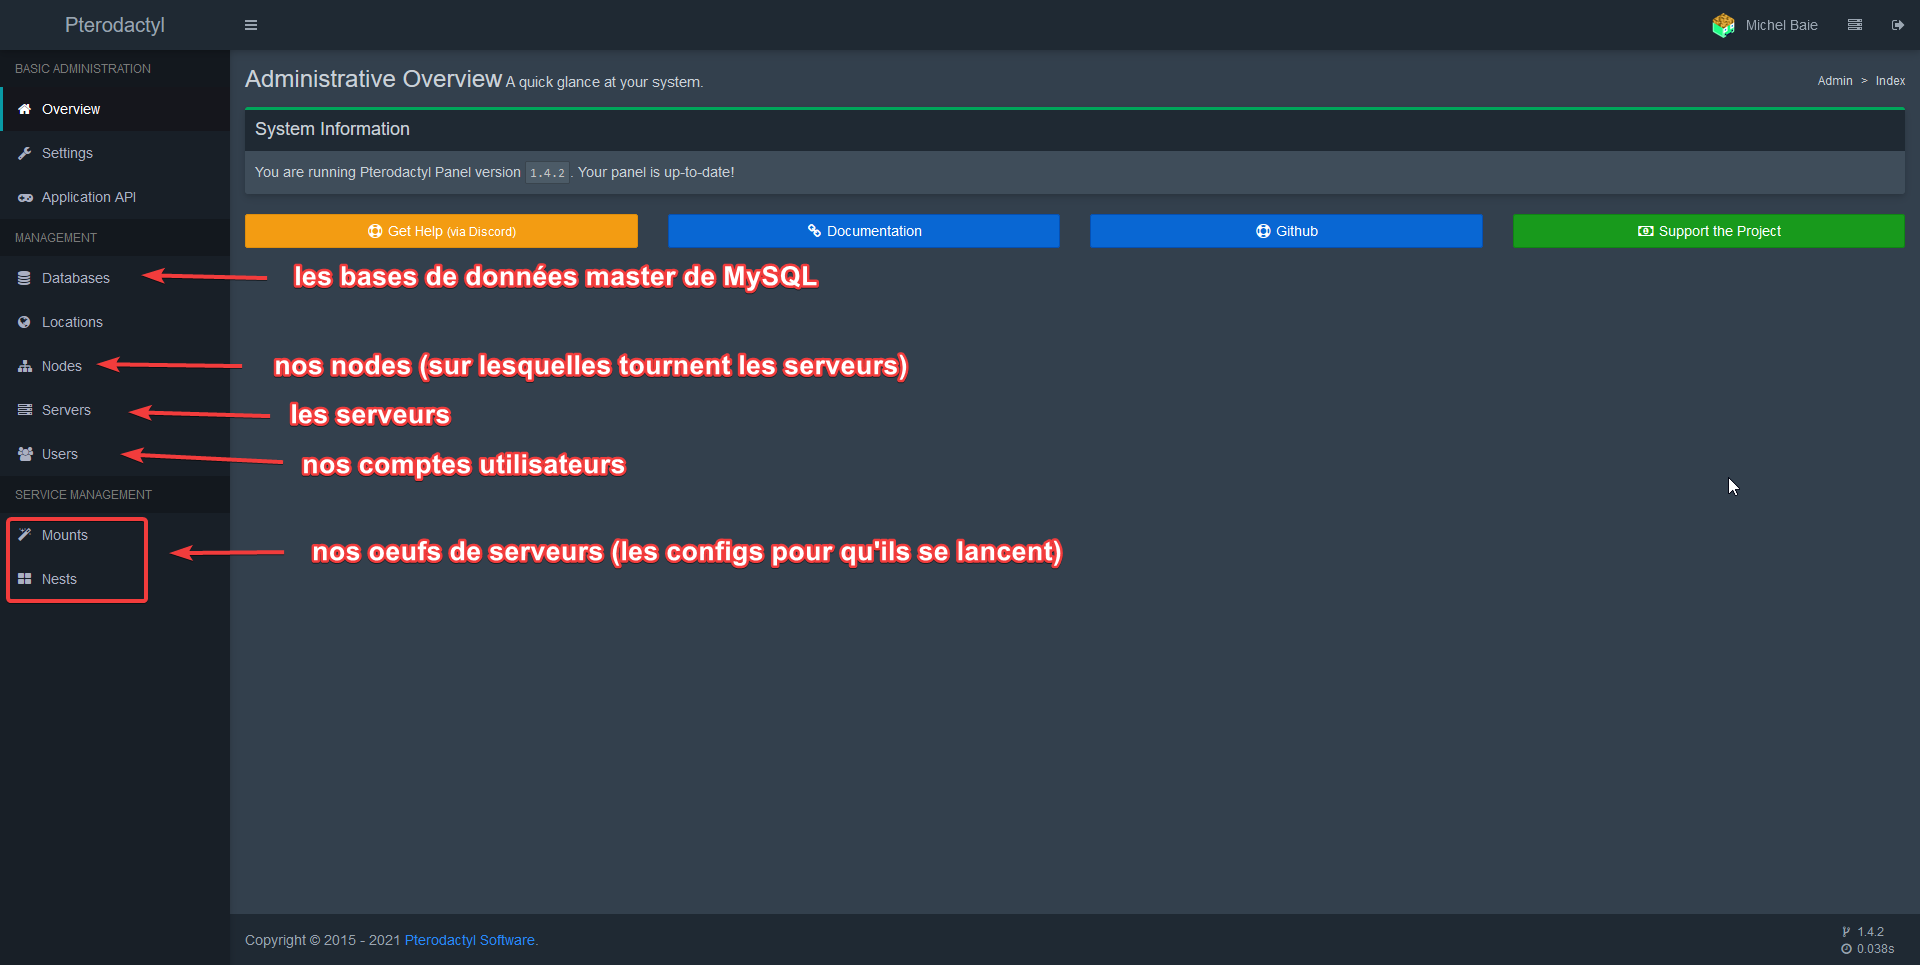 Pterodactyl
Michel Baie
BASIC ADMINISTRATION
Overview
Settings
Application API
MANAGEMENT
Databases
Locations
Nodes
Servers
Users
SERVICE MANAGEMENT
Mounts
Nests
Administrative Overview A quick glance at your system.
Admin > Index
System Information
You are running Pterodactyl Panel version 1.4.2. Your panel is up-to-date!
Get Help (via Discord)
Documentation
Github
Support the Project
les bases de données master de MySQL
nos nodes (sur lesquelles tournent les serveurs)
les serveurs
nos comptes utilisateurs
nos oeufs de serveurs (les configs pour qu'ils se lancent)
Copyright © 2015 - 2021 Pterodactyl Software.
1.4.2
0.038s